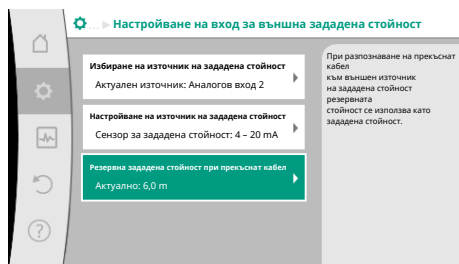 ... Настройване на вход за външна зададена стойност
Избиране на източник на зададена стойност
Актуален източник: Аналогов вход 2
Настройване на източник на зададена стойност
Сензор за зададена стойност: 4 – 20 mA
Резервна зададена стойност при прекъснат кабел
Актуално: 6,0 m
При разпознаване на прекъснат
кабел
към външен източник
на зададена стойност
резервната
стойност се използва като
зададена стойност.
?